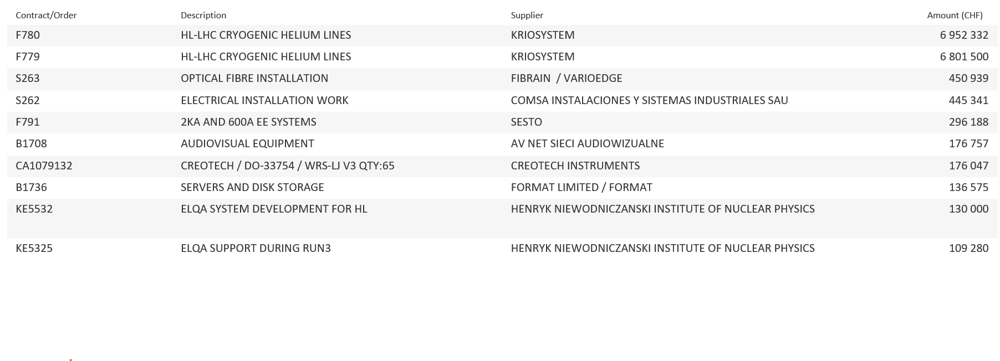 Contract/Order Description Supplier Amount (CHF)
F780 HL-LHC CRYOGENIC HELIUM LINES KRIOSYSTEM 6 952 332
F779 HL-LHC CRYOGENIC HELIUM LINES KRIOSYSTEM 6 801 500
S263 OPTICAL FIBRE INSTALLATION FIBRAIN / VARIOEDGE 450 939
S262 ELECTRICAL INSTALLATION WORK COMSA INSTALACIONES Y SISTEMAS INDUSTRIALES SAU 445 341
F791 2KA AND 600A EE SYSTEMS SESTO 296 188
B1708 AUDIOVISUAL EQUIPMENT AV NET SIECI AUDIOWIZUALNE 176 757
CA1079132 CREOTECH / DO-33754 / WRS-LJ V3 QTY:65 CREOTECH INSTRUMENTS 176 047
B1736 SERVERS AND DISK STORAGE FORMAT LIMITED / FORMAT 136 575
KE5532 ELQA SYSTEM DEVELOPMENT FOR HL HENRYK NIEWODNICZANSKI INSTITUTE OF NUCLEAR PHYSICS 130 000
KE5325 ELQA SUPPORT DURING RUN3 HENRYK NIEWODNICZANSKI INSTITUTE OF NUCLEAR PHYSICS 109 280